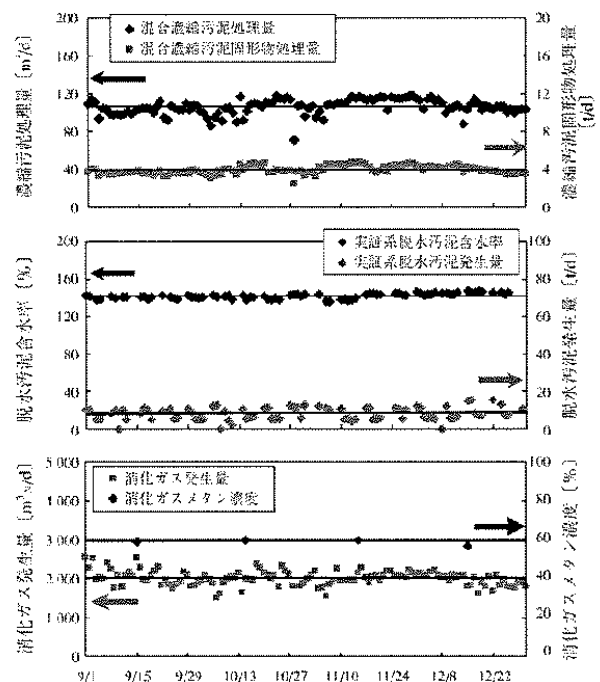 200
160
120
80
40
0
濃縮汚泥処理量〔m³/d〕
◆ 混合濃縮汚泥処理量
■ 混合濃縮汚泥固形物処理量
20
16
12
8
4
0
濃縮汚泥固形物処理量
〔t/d〕
200
160
140
80
40
0
脱水汚泥含水率〔%〕
◆ 実証系脱水汚泥含水率
◆ 実証系脱水汚泥発生量
100
80
60
40
20
0
脱水汚泥発生量〔t/d〕
5 000
4 000
3 000
2 000
1 000
0
消化ガス発生量〔m³N/d〕
■ 消化ガス発生量
● 消化ガスメタン濃度
100
80
60
40
20
0
消化ガスメタン濃度〔%〕
9/1 9/15 9/29 10/13 10/27 11/10 11/24 12/8 12/22